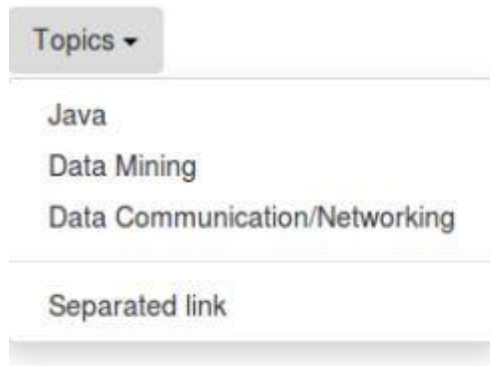 Topics
Java
Data Mining
Data Communication/Networking
Separated link